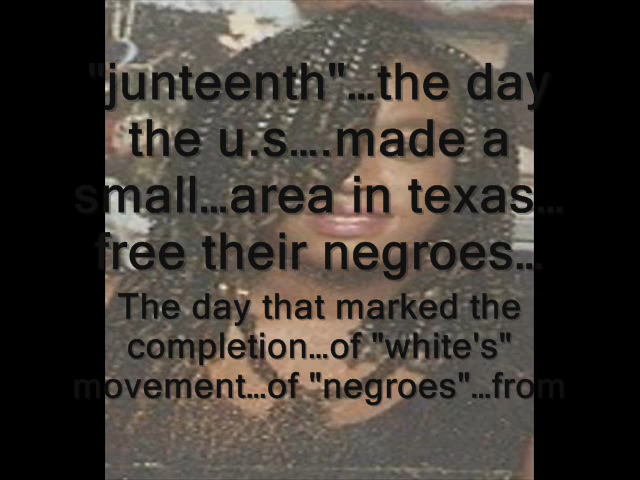 "junteenth"...the day
the u.s....made a
small...area in texas...
free their negroes...
The day that marked the
completion...of "white's"
movement...of "negroes"...from